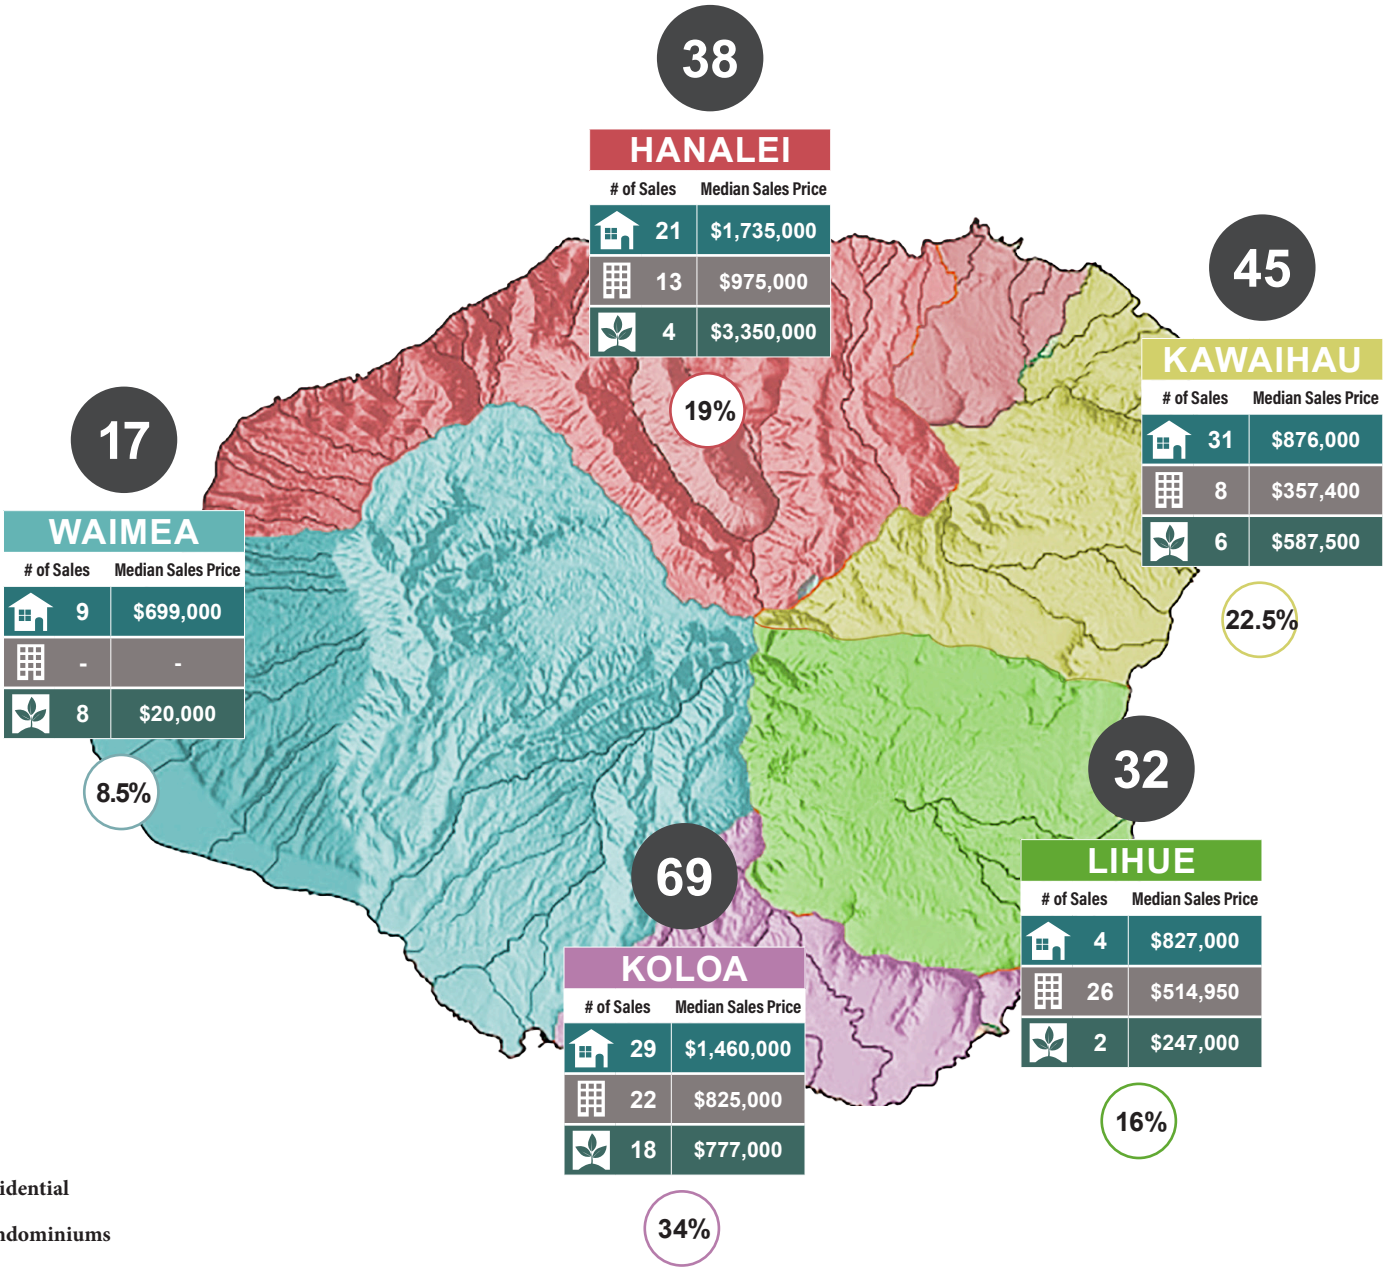 38
HANALEI
# of Sales Median Sales Price
21 $1,735,000
13 $975,000
4 $3,350,000
19%
45
KAWAIHAU
# of Sales Median Sales Price
31 $876,000
8 $357,400
6 $587,500
22.5%
17
WAIMEA
# of Sales Median Sales Price
9 $699,000
- -
8 $20,000
8.5%
32
LIHUE
# of Sales Median Sales Price
4 $827,000
26 $514,950
2 $247,000
16%
69
KOLOA
# of Sales Median Sales Price
29 $1,460,000
22 $825,000
18 $777,000
34%
idential
ndominiums